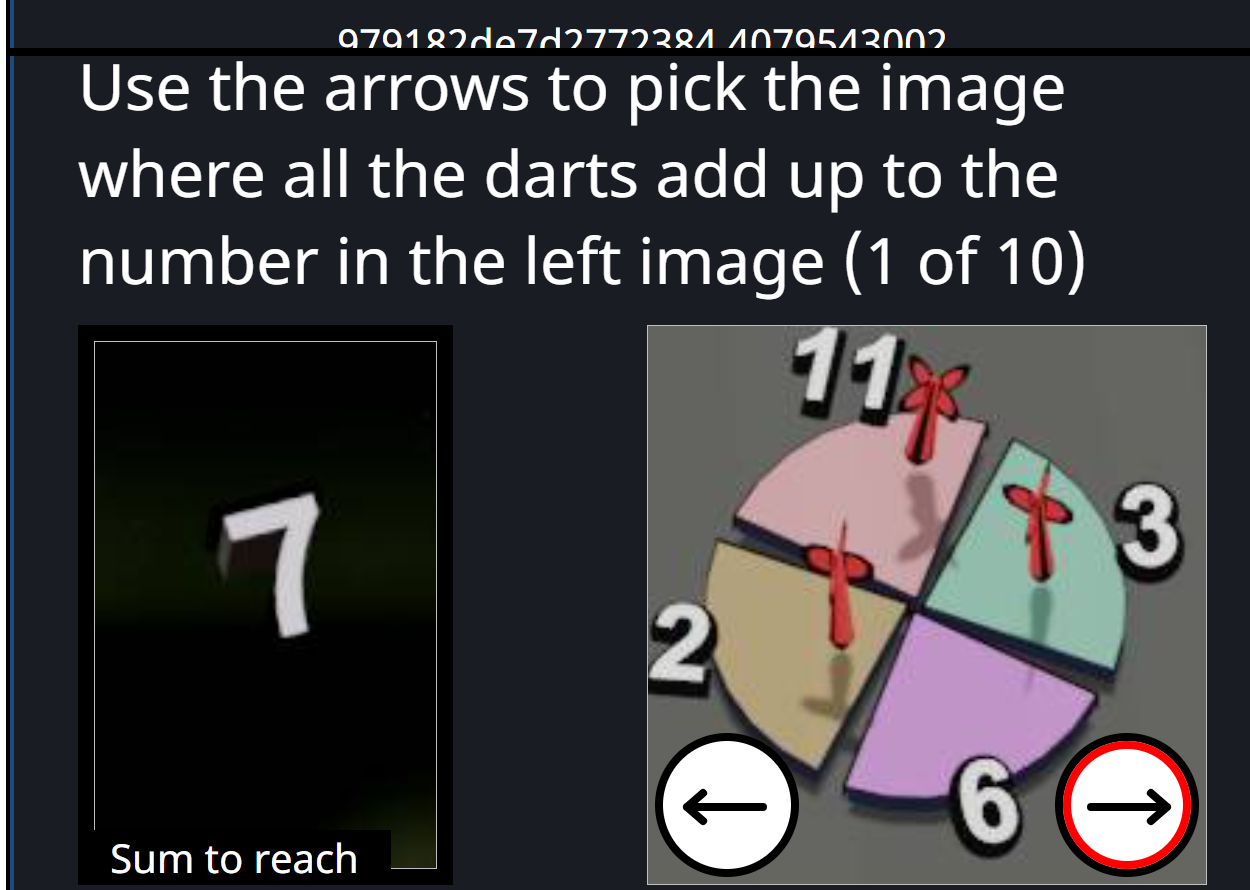 979182de7d2772384.4079543002
Use the arrows to pick the image
where all the darts add up to the
number in the left image (1 of 10)
7
Sum to reach
11
3
2
6